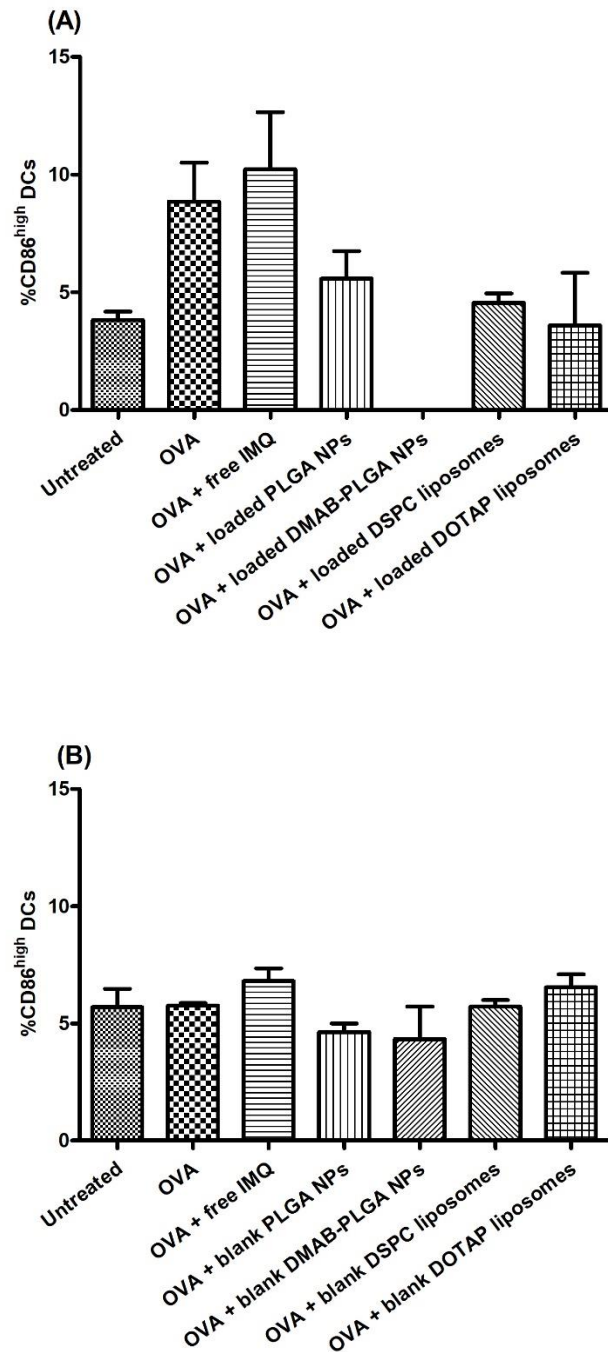 (A)
15
10
5
0
%CD86high DCs
Untreated
OVA
OVA + free IMQ
OVA + loaded PLGA NPs
OVA + loaded DMAB-PLGA NPs
OVA + loaded DSPC liposomes
OVA + loaded DOTAP liposomes
(B)
15
10
5
0
%CD86high DCs
Untreated
OVA
OVA + free IMQ
OVA + blank PLGA NPs
OVA + blank DMAB-PLGA NPs
OVA + blank DSPC liposomes
OVA + blank DOTAP liposomes